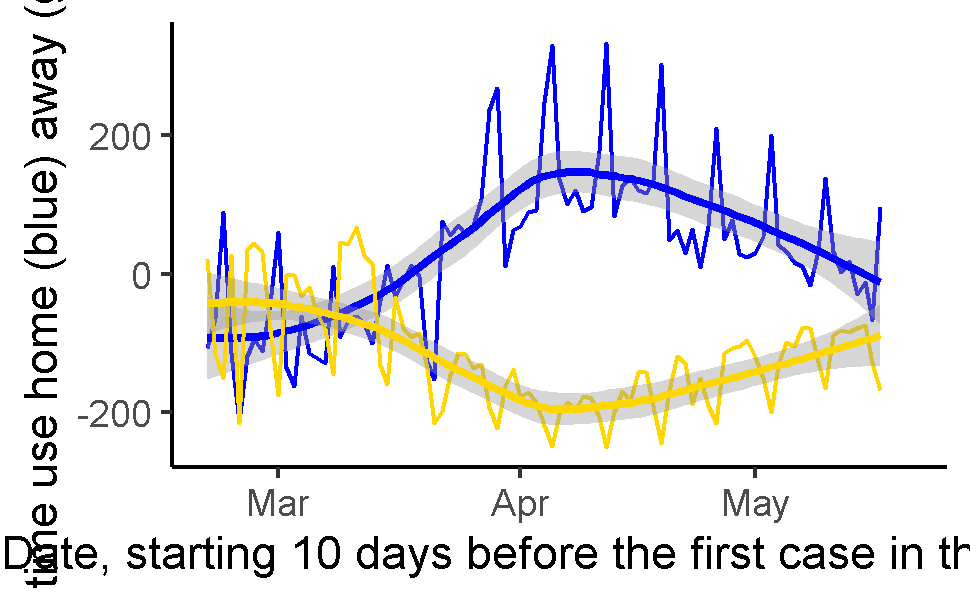 time use home (blue) away (
200
0
-200
Mar Apr May
Date, starting 10 days before the first case in th